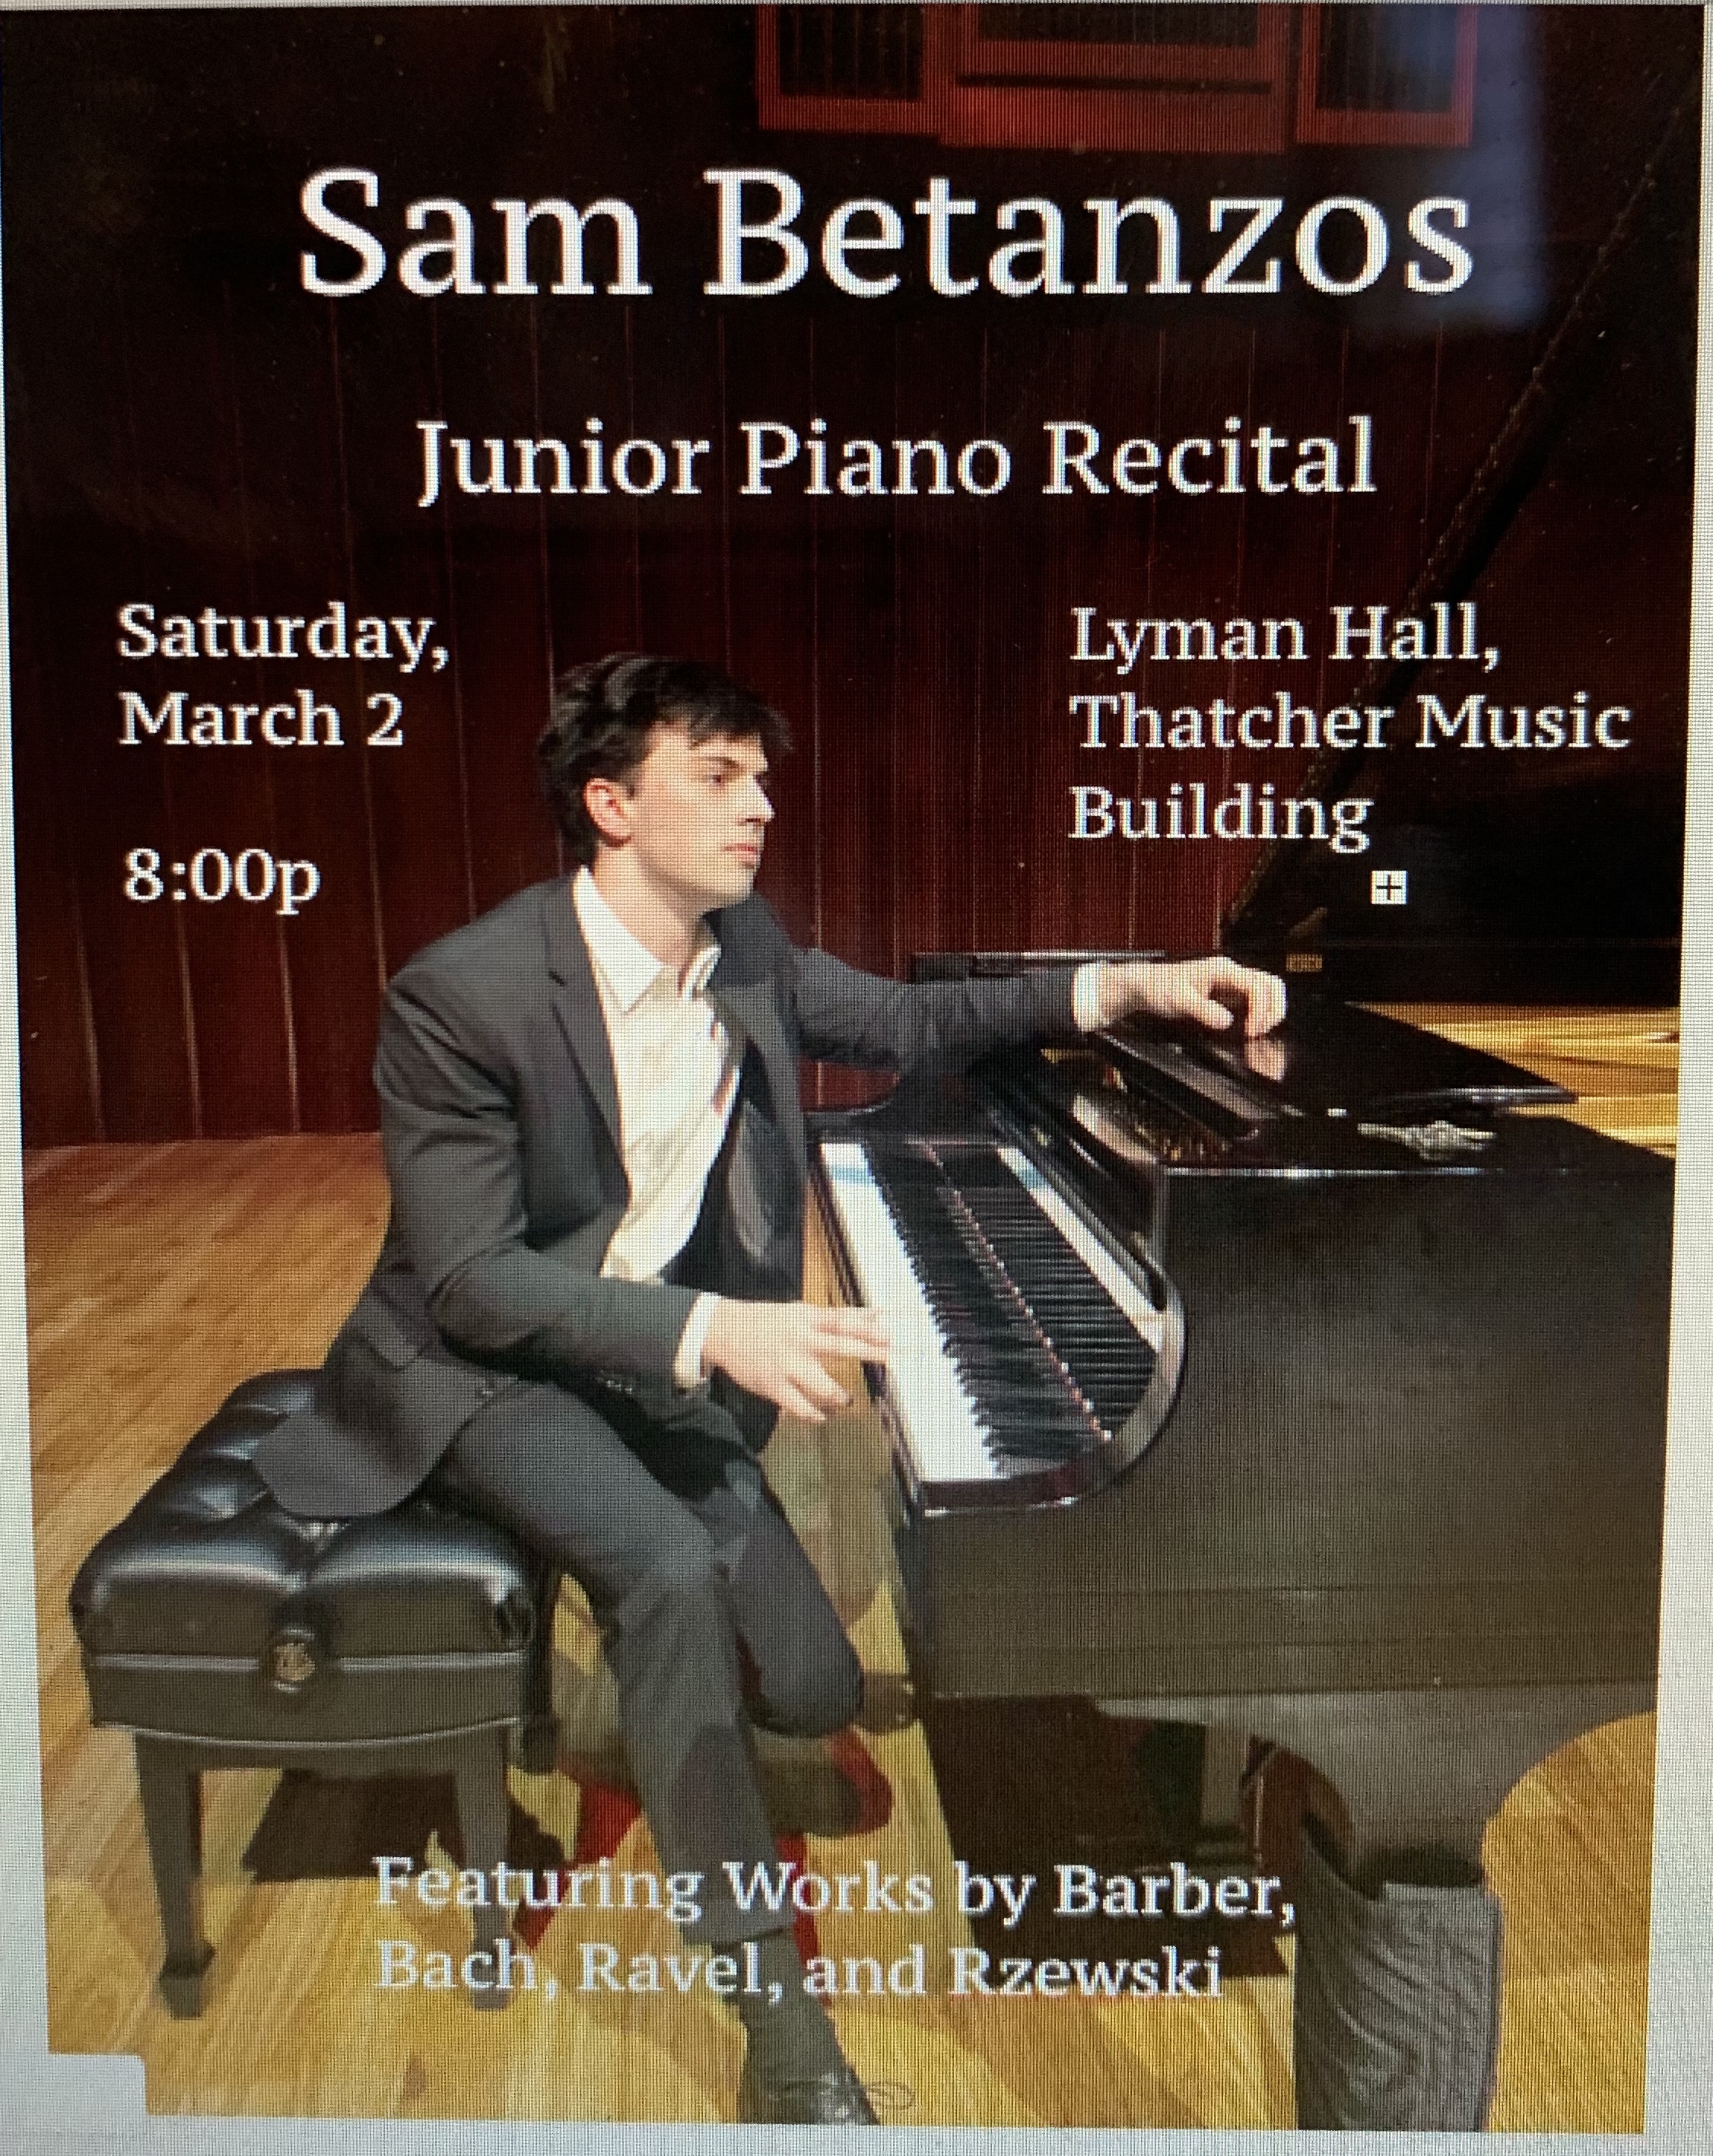 Sam Betanzos
Junior Piano Recital
Saturday,
March 2
8:00p
Lyman Hall,
Thatcher Music
Building
Featuring Works by Barber,
Bach, Ravel, and Rzewski